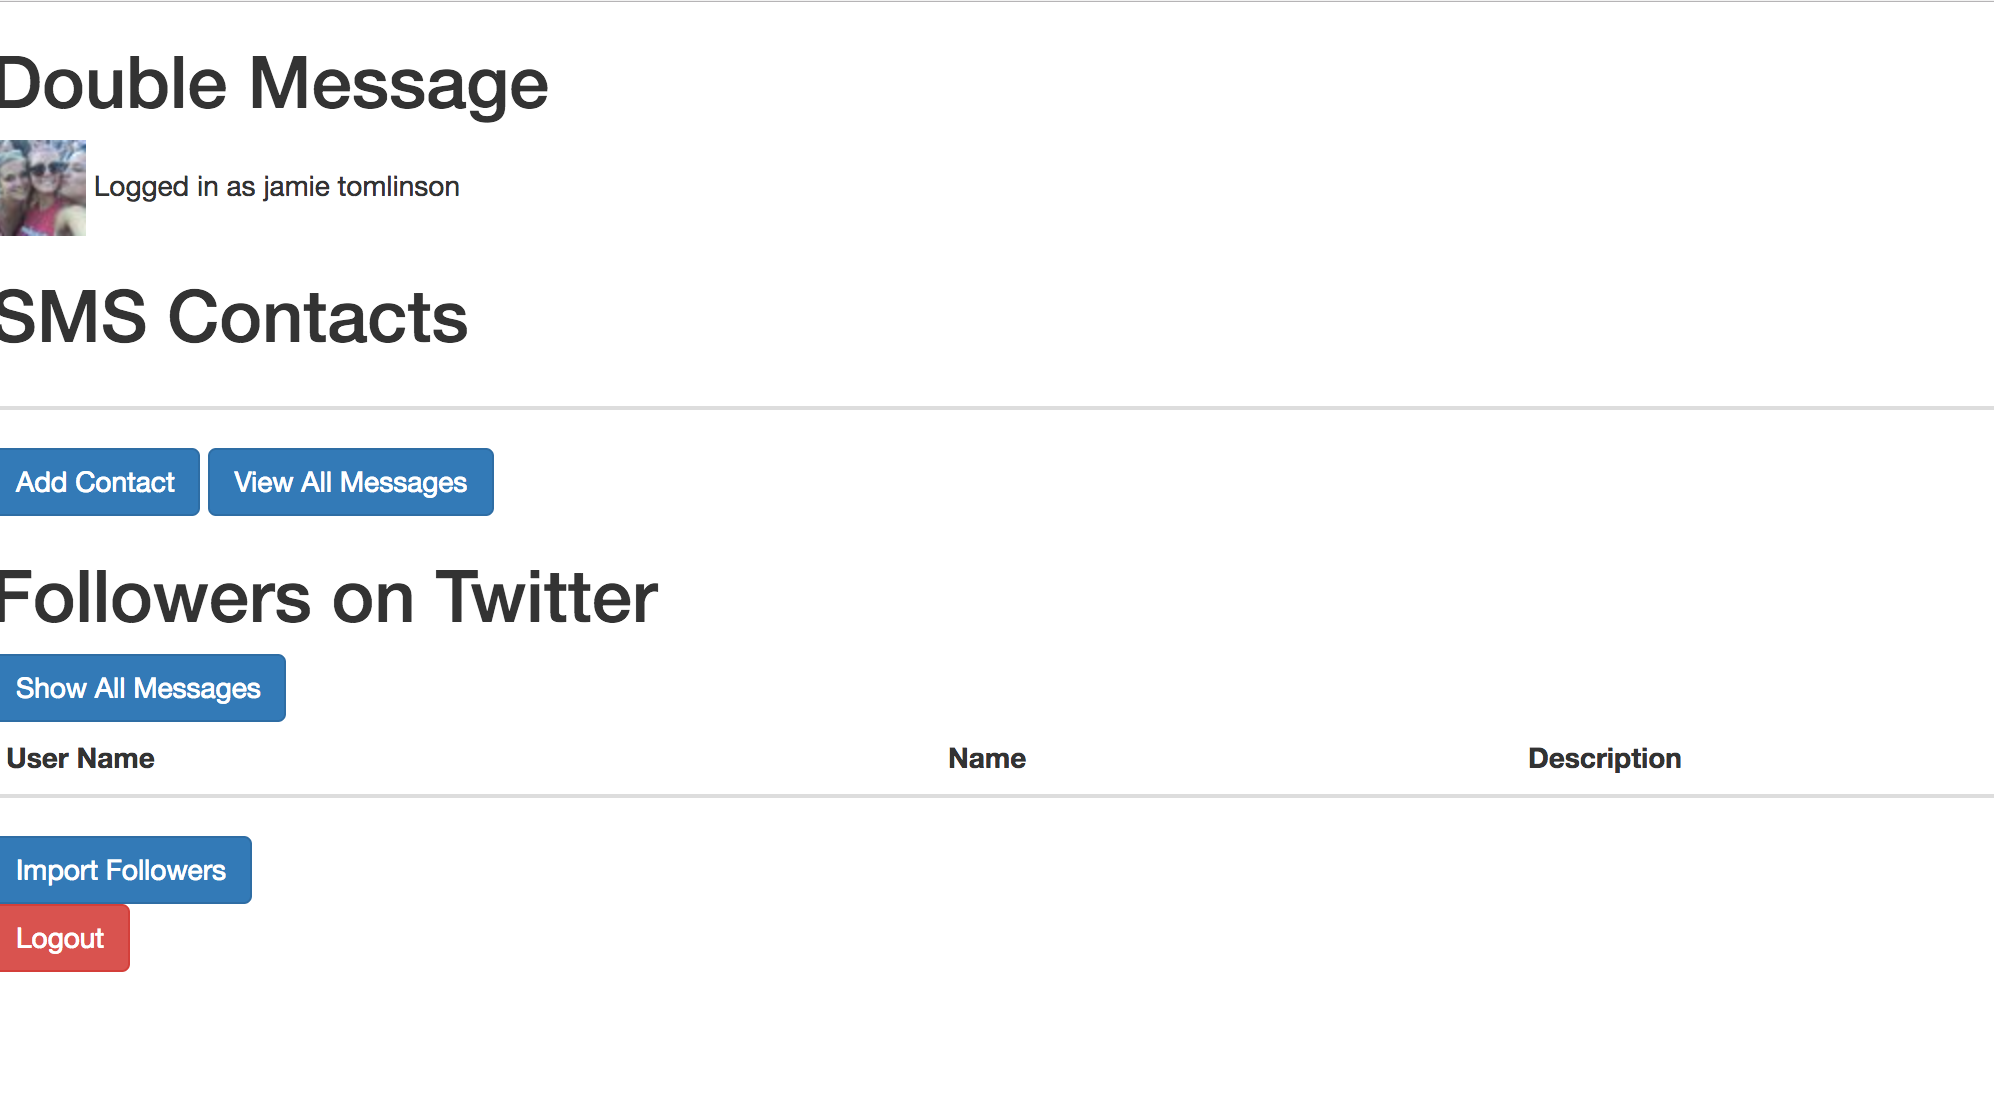 Double Message
Logged in as jamie tomlinson
SMS Contacts
Add Contact View All Messages
Followers on Twitter
Show All Messages
User Name Name Description
Import Followers
Logout